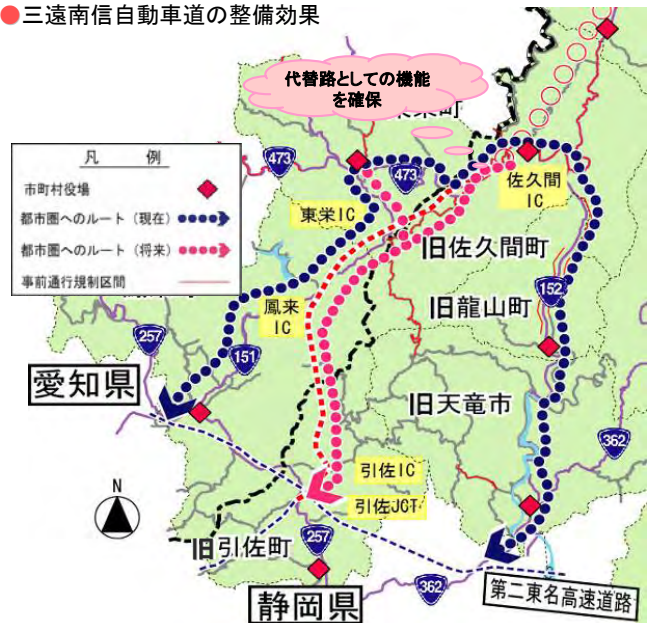 ●三遠南信自動車道の整備効果
代替路としての機能
を確保
凡 例
市町村役場
都市圏へのルート（現在）
都市圏へのルート（将来）
事前通行規制区間
473
473
佐久間
IC
東栄IC
旧佐久間町
152
鳳来
IC
旧龍山町
257
151
愛知県
旧天竜市
362
引佐IC
N
引佐JCT
257
旧引佐町
362
第二東名高速道路
静岡県